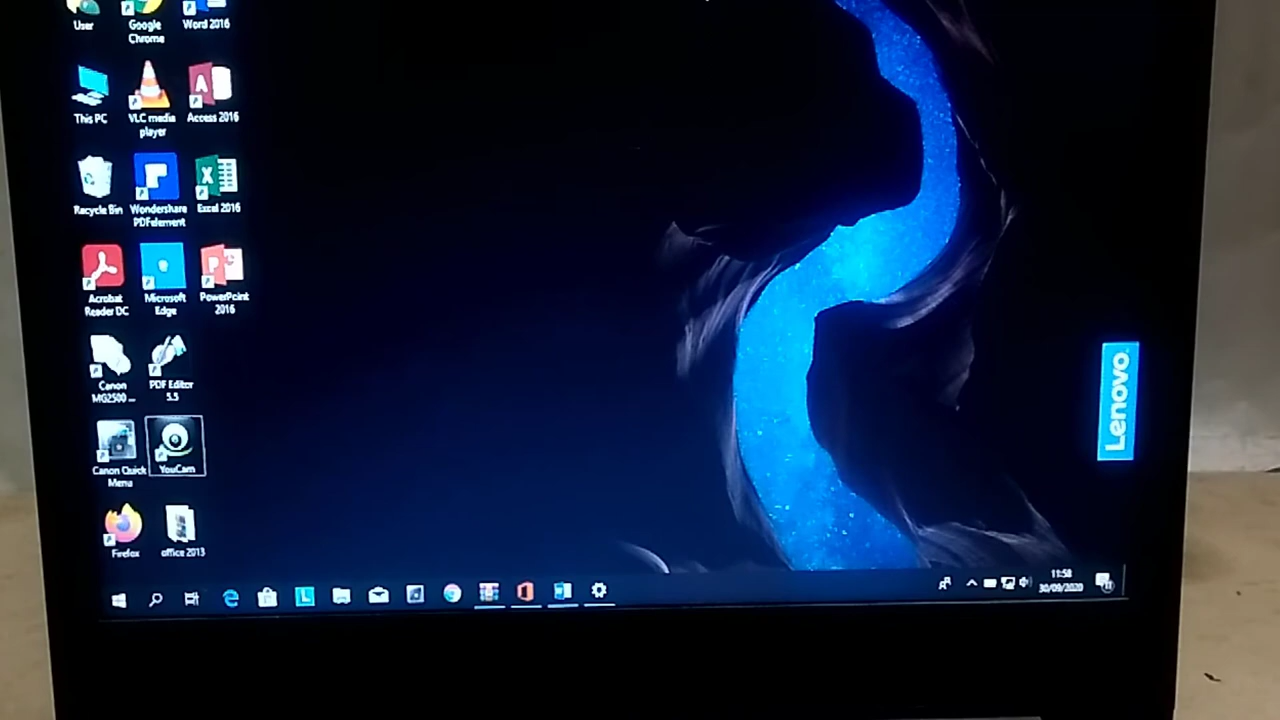 User
Google
Chrome
Word 2016
This PC
VLC media
player
Access 2016
Recycle Bin
Wondershare
PDFelement
Excel 2016
Acrobat
Reader DC
Microsoft
Edge
PowerPoint
2016
Canon
MG2500 ...
PDF Editor
5.5
Canon Quick
Menu
YouCam
Firefox
office 2013
Lenovo
11:58
30/09/2020